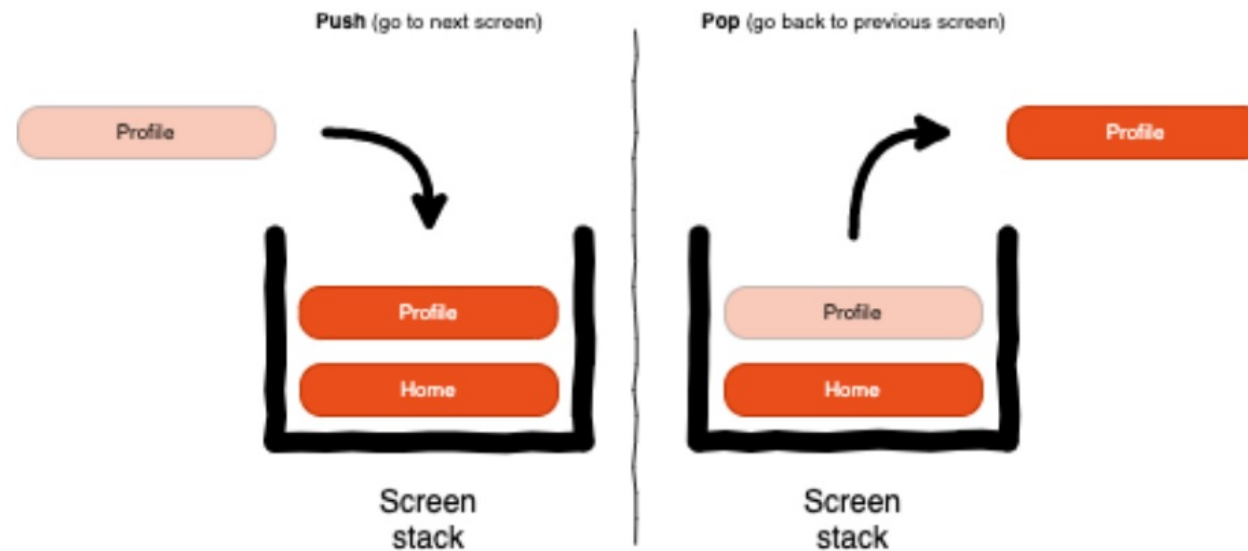 Push (go to next screen)
Profile
Profile
Home
Screen
stack
Pop (go back to previous screen)
Profile
Profile
Home
Screen
stack